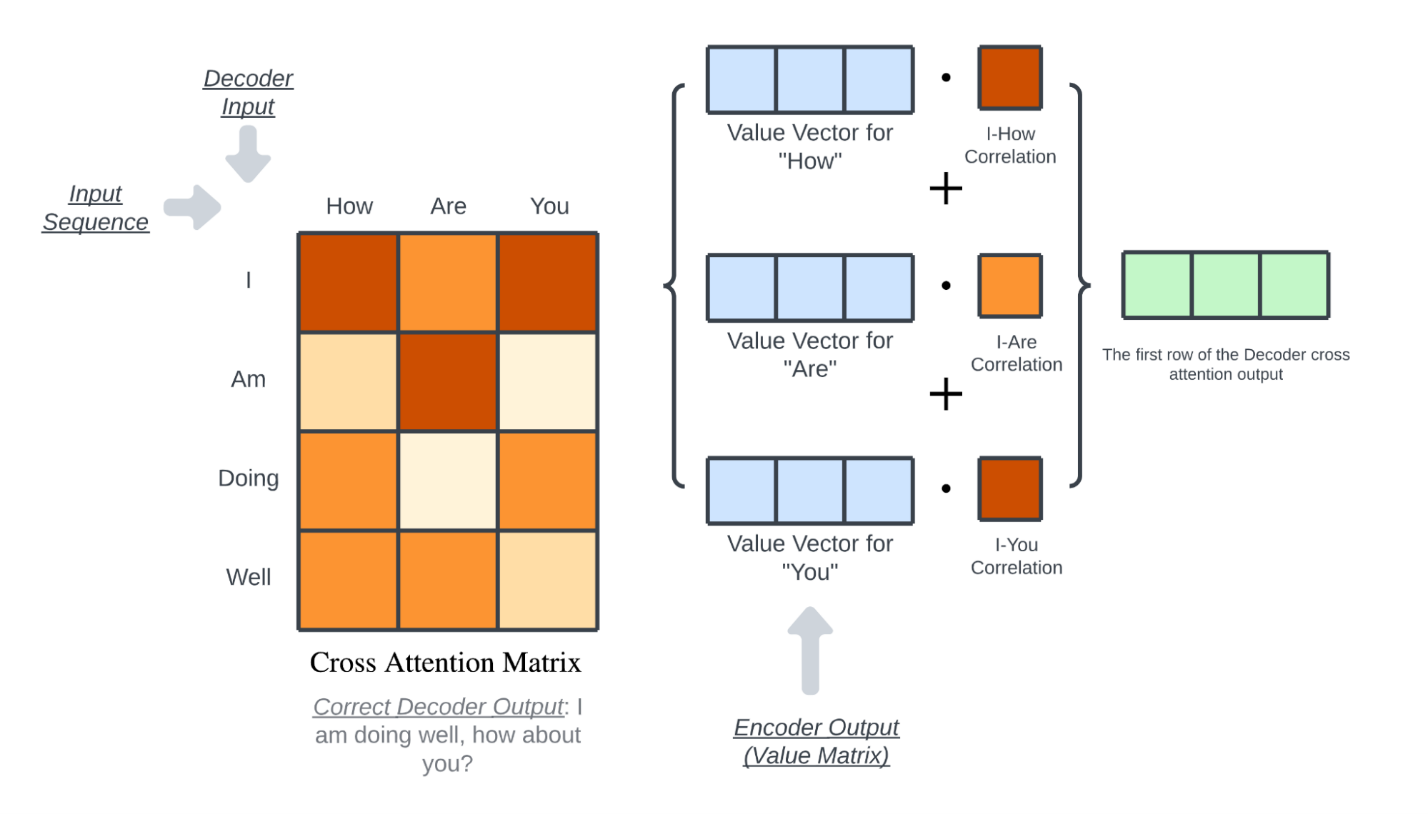 Decoder
Input
Input
Sequence
How Are You
I
Am
Doing
Well
Cross Attention Matrix
Correct Decoder Output: I
am doing well, how about
you?
Value Vector for
"How"
I-How
Correlation
+
Value Vector for
"Are"
I-Are
Correlation
+
Value Vector for
"You"
I-You
Correlation
Encoder Output
(Value Matrix)
The first row of the Decoder cross
attention output